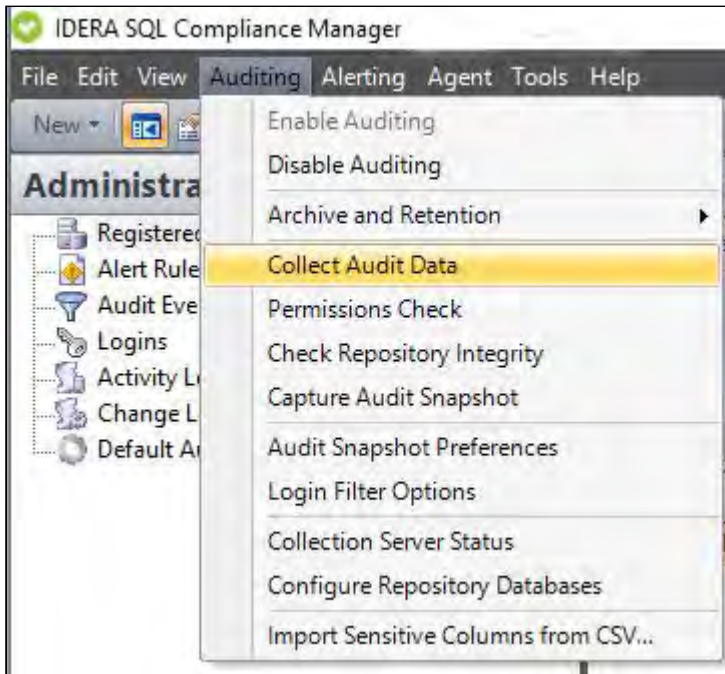 IDERA SQL Compliance Manager
File Edit View Auditing Alerting Agent Tools Help
New
Enable Auditing
Disable Auditing
Archive and Retention
Collect Audit Data
Permissions Check
Check Repository Integrity
Capture Audit Snapshot
Audit Snapshot Preferences
Login Filter Options
Collection Server Status
Configure Repository Databases
Import Sensitive Columns from CSV...
Administra
Registered
Alert Rule
Audit Eve
Logins
Activity L
Change L
Default A